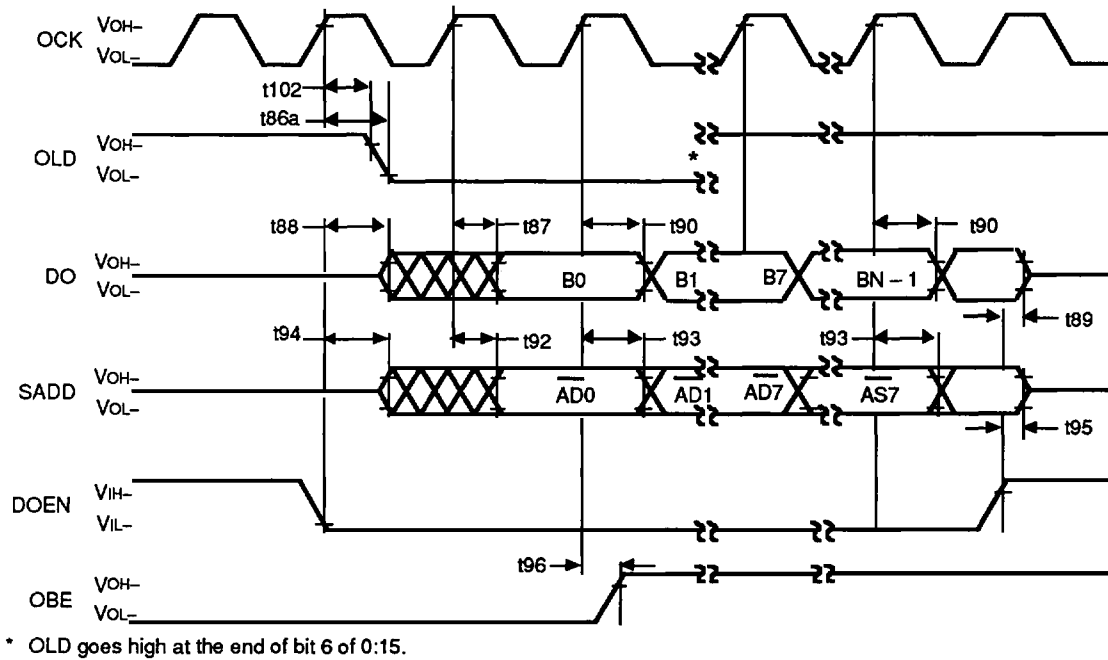 OCK VOH–
VOL–
t102
t86a
OLD VOH–
VOL–
*
t88 t87 t90 t90
DO VOH–
VOL–
B0 B1 B7 BN – 1
t89
t94 t92 t93 t93
SADD VOH–
VOL–
AD0 AD1 AD7 AS7
t95
DOEN VIH–
VIL–
t96
OBE VOH–
VOL–
* OLD goes high at the end of bit 6 of 0:15.